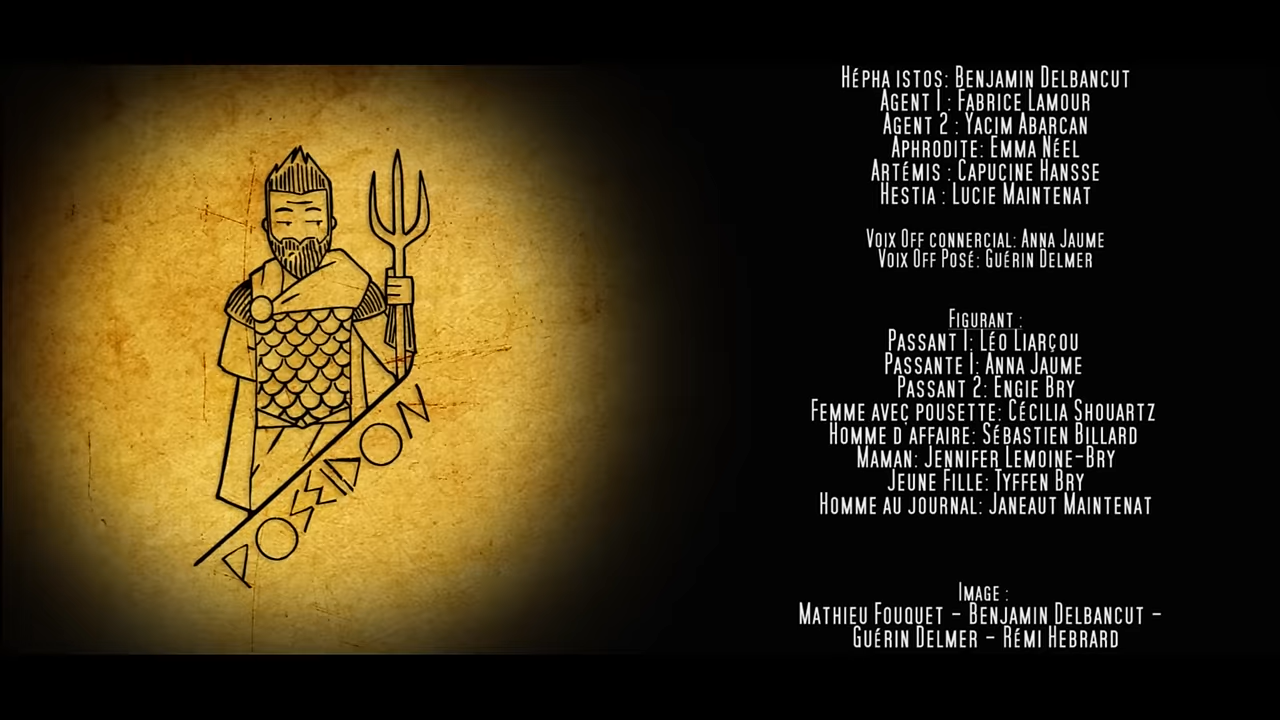 POSEIDON
Hépha istos: Benjamin Delbancut
Agent 1 : Fabrice Lamour
Agent 2 : Yacim Abarcan
Aphrodite: Emma Néel
Artémis : Capucine Hansse
Hestia : Lucie Maintenat
Voix Off connercial: Anna Jaume
Voix Off Posé: Guérin Delmer
Figurant :
Passant 1: Léo Liarçou
Passante 1: Anna Jaume
Passant 2: Engie Bry
Femme aveç pousette: Cécilia Shouartz
Homme d affaire: Sébastien Billard
Maman: Jennifer Lemoine-Bry
Jeune Fille: Tyffen Bry
Homme au journal: Janeaut Maintenat
Image :
Mathieu Fouquet - Benjamin Delbancut -
Guérin Delmer - Rémi Hebrard